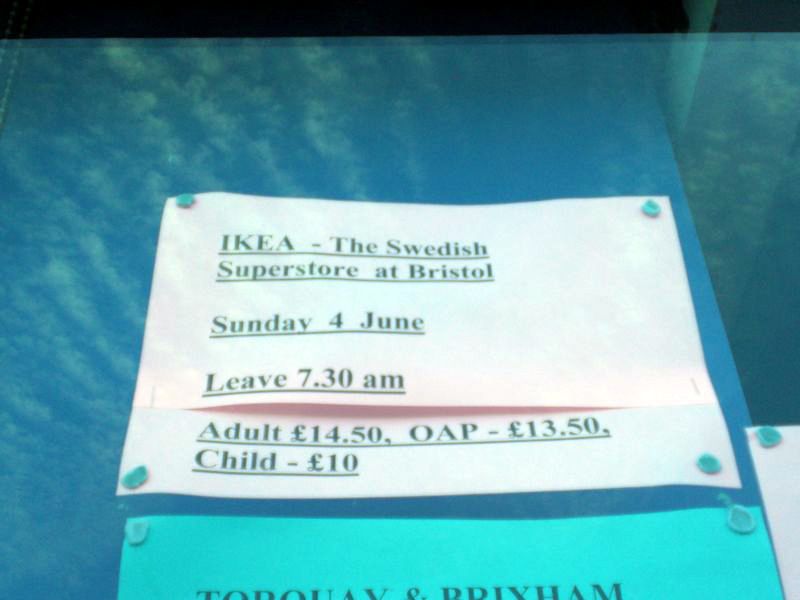 IKEA - The Swedish
Superstore at Bristol
Sunday 4 June
Leave 7.30 am
Adult £14.50, OAP - £13.50,
Child - £10
TORQUAY & BRIXHAM